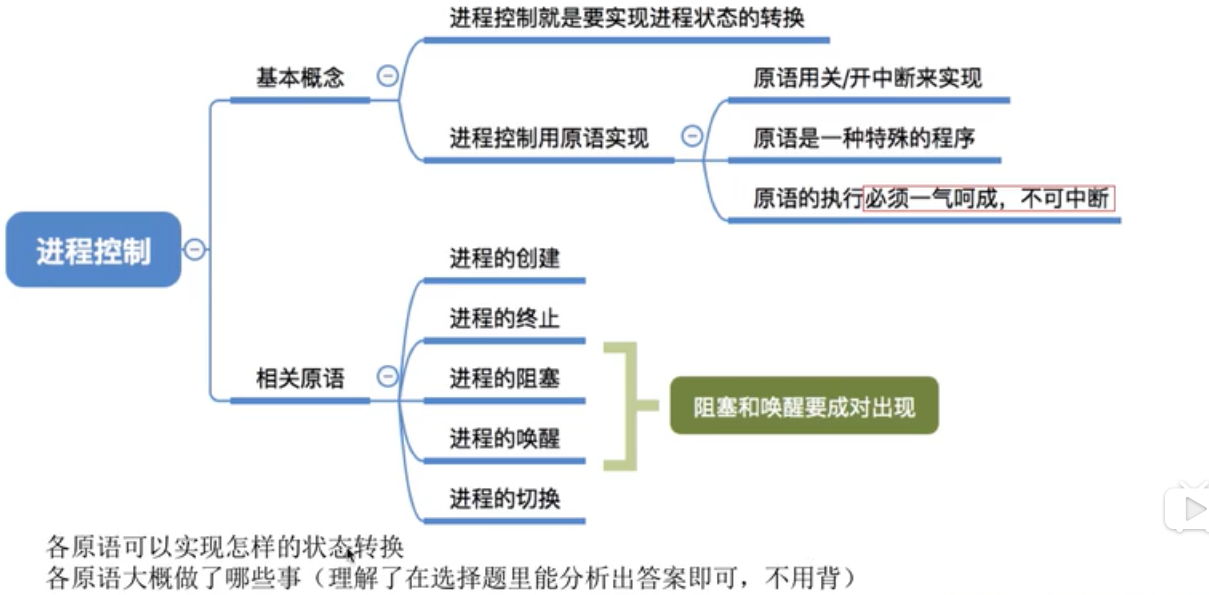 进程控制就是要实现进程状态的转换
基本概念
原语用关/开中断来实现
进程控制用原语实现
原语是一种特殊的程序
原语的执行必须一气呵成，不可中断
进程控制
进程的创建
进程的终止
相关原语
进程的阻塞
阻塞和唤醒要成对出现
进程的唤醒
进程的切换
各原语可以实现怎样的状态转换
各原语大概做了哪些事（理解了在选择题里能分析出答案即可，不用背）